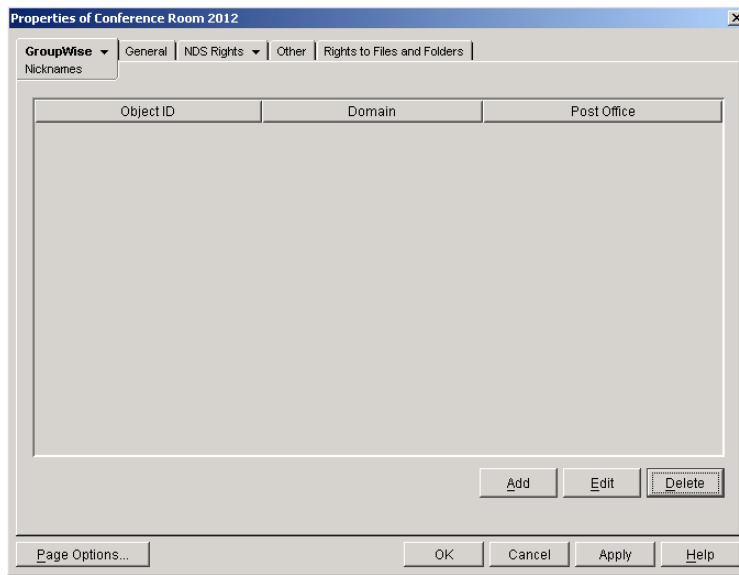 Properties of Conference Room 2012
GroupWise General NDS Rights Other Rights to Files and Folders
Nicknames
Object ID Domain Post Office
Add Edit Delete
Page Options... OK Cancel Apply Help